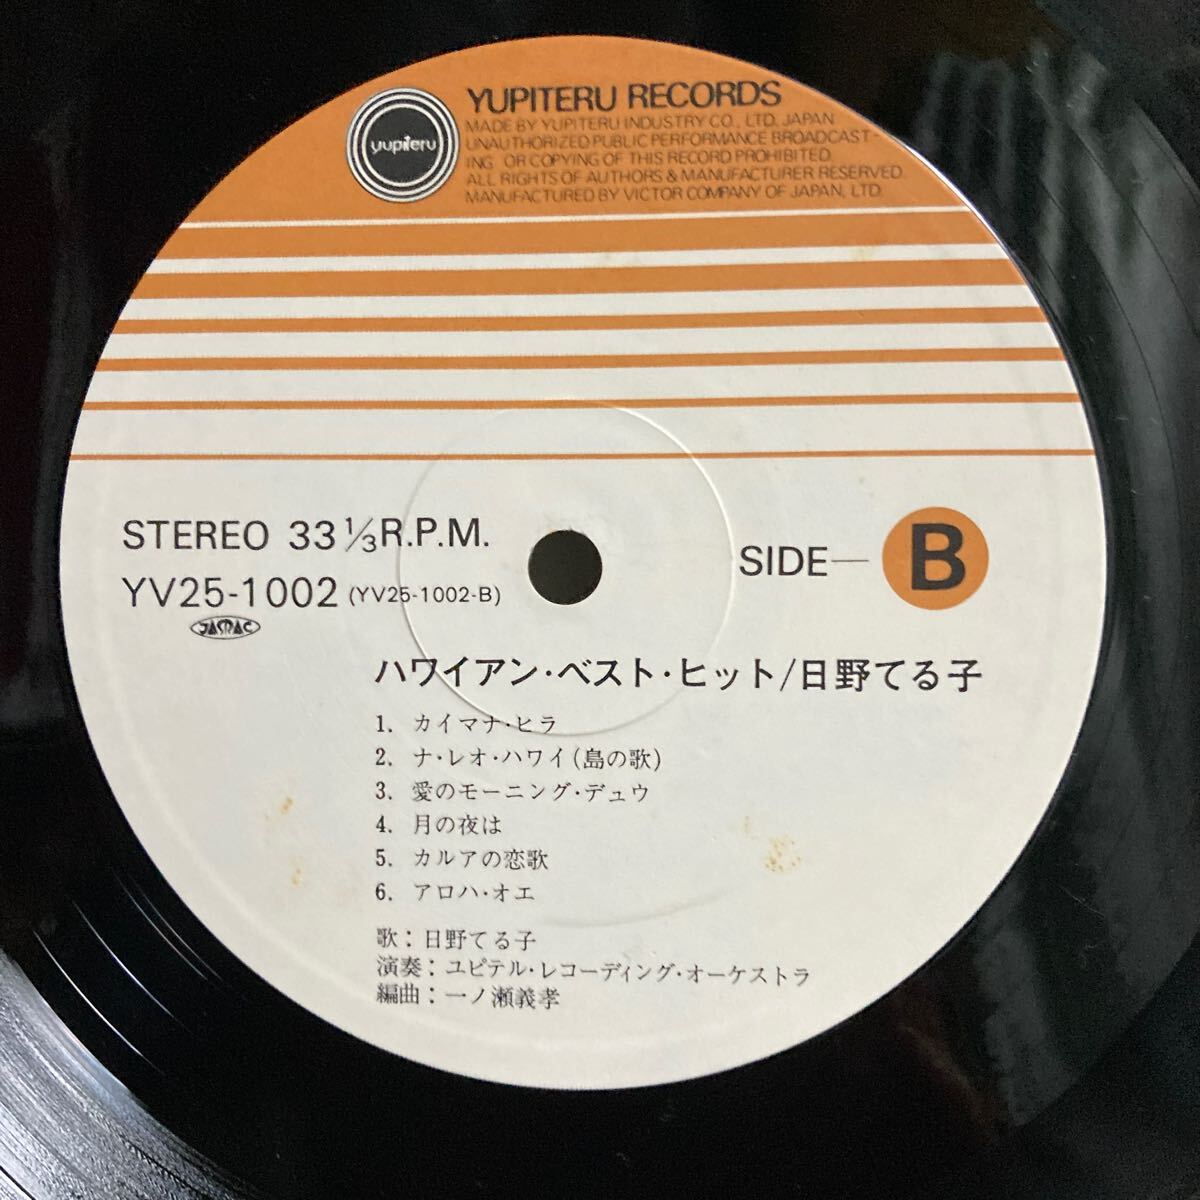 yupiteru
YUPITERU RECORDS
MADE BY YUPITERU INDUSTRY CO., LTD. JAPAN
UNAUTHORIZED PUBLIC PERFORMANCE BROADCAST-
ING OR COPYING OF THIS RECORD PROHIBITED.
ALL RIGHTS OF AUTHORS & MANUFACTURER RESERVED.
MANUFACTURED BY VICTOR COMPANY OF JAPAN, LTD.
STEREO 33 1/3 R.P.M.
SIDE—B
YV25-1002 (YV25-1002-B)
JASRAC
ハワイアン・ベスト・ヒット/日野てる子
1. カイマナ・ヒラ
2. ナ・レオ・ハワイ(島の歌)
3. 愛のモーニング・デュウ
4. 月の夜は
5. カルアの恋歌
6. アロハ・オエ
歌:日野てる子
演奏:ユピテル・レコーディング・オーケストラ
編曲:一ノ瀬義孝